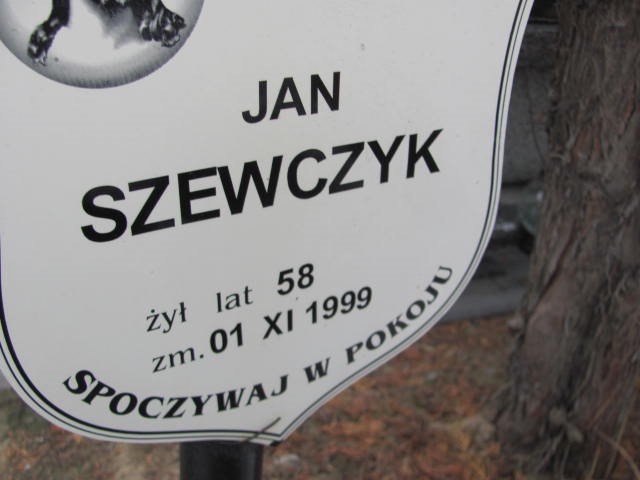 JAN
SZEWCZYK
żył lat 58
zm. 01 XI 1999
SPOCZYWAJ W POKOJU